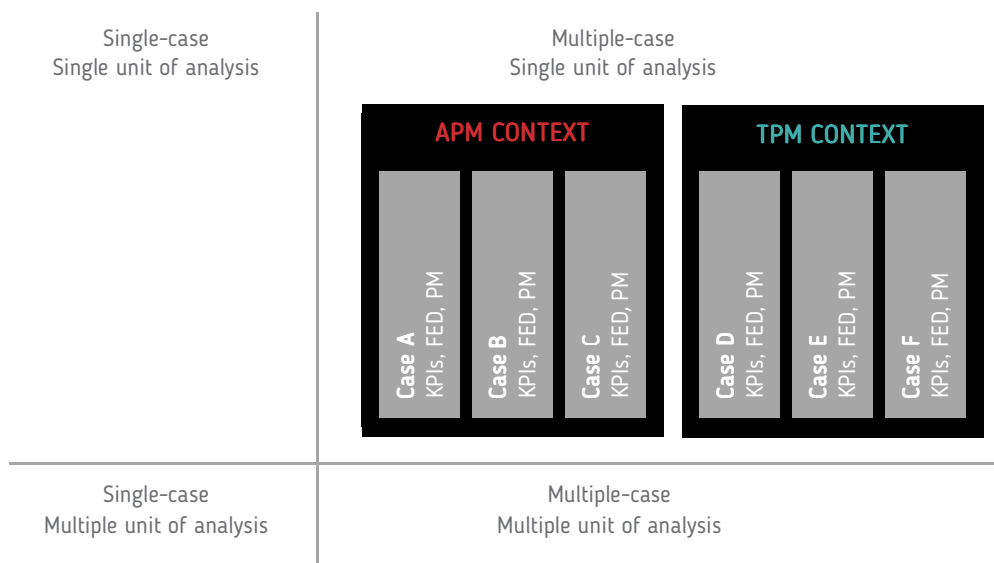 Single-case
Single unit of analysis
Multiple-case
Single unit of analysis
APM CONTEXT
Case A
KPIs, FED, PM
Case B
KPIs, FED, PM
Case C
KPIs, FED, PM
TPM CONTEXT
Case D
KPIs, FED, PM
Case E
KPIs, FED, PM
Case F
KPIs, FED, PM
Single-case
Multiple unit of analysis
Multiple-case
Multiple unit of analysis